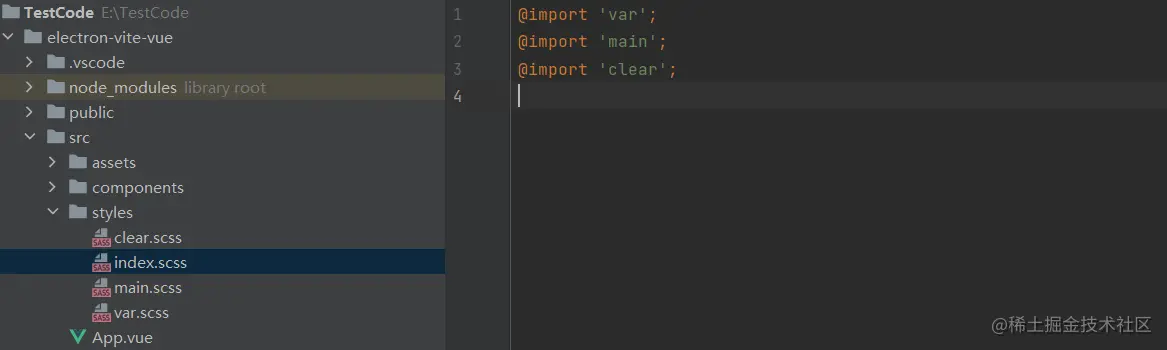 TestCode E:\TestCode
electron-vite-vue
.vscode
node_modules library root
public
src
assets
components
styles
clear.scss
index.scss
main.scss
var.scss
App.vue
1 @import 'var';
2 @import 'main';
3 @import 'clear';
4
@稀土掘金技术社区